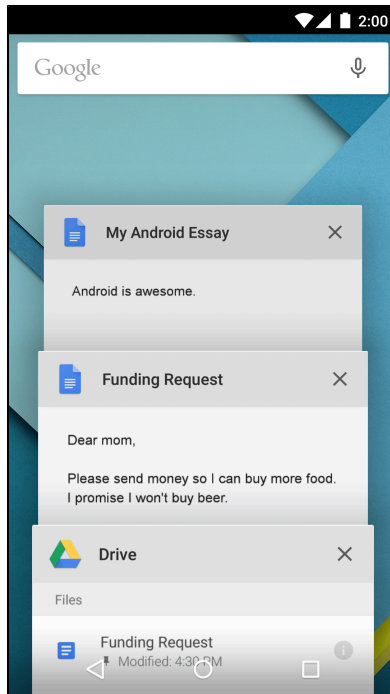 2:00
Google
My Android Essay
Android is awesome.
Funding Request
Dear mom,
Please send money so I can buy more food.
I promise I won't buy beer.
Drive
Files
Funding Request
Modified: 4:30 PM